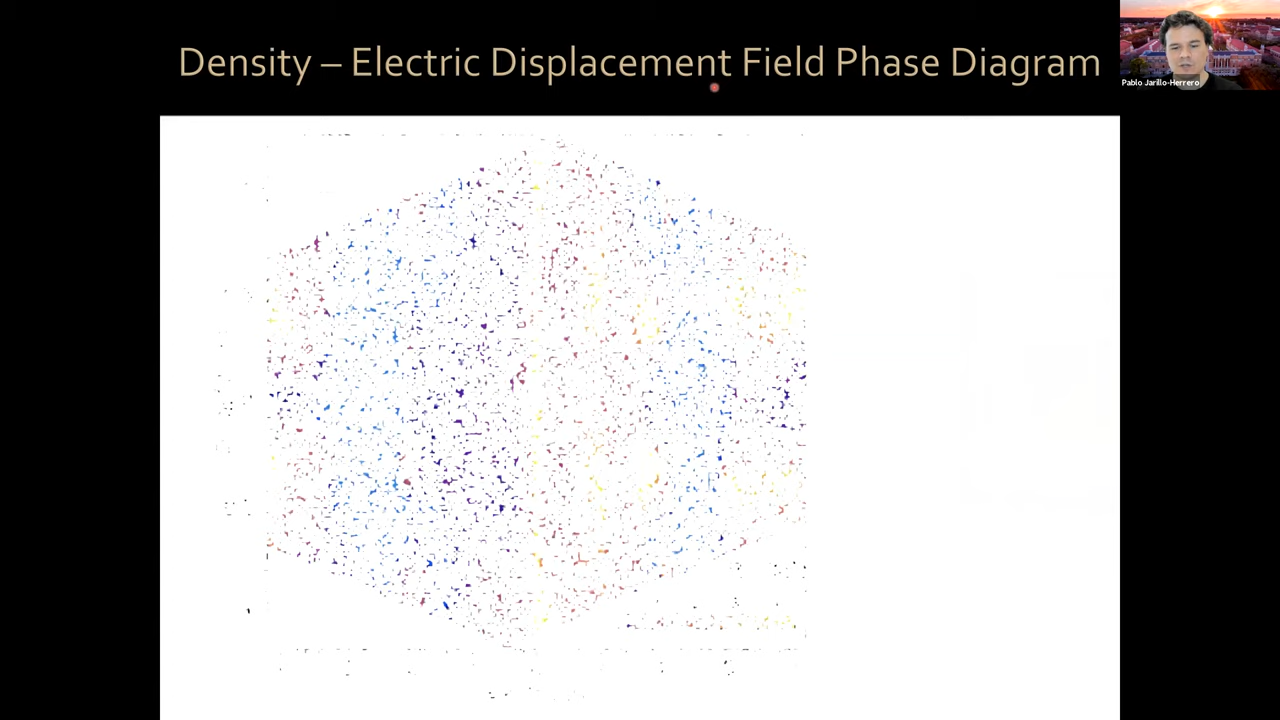 Density – Electric Displacement Field Phase Diagram
Pablo Jarillo-Herrero